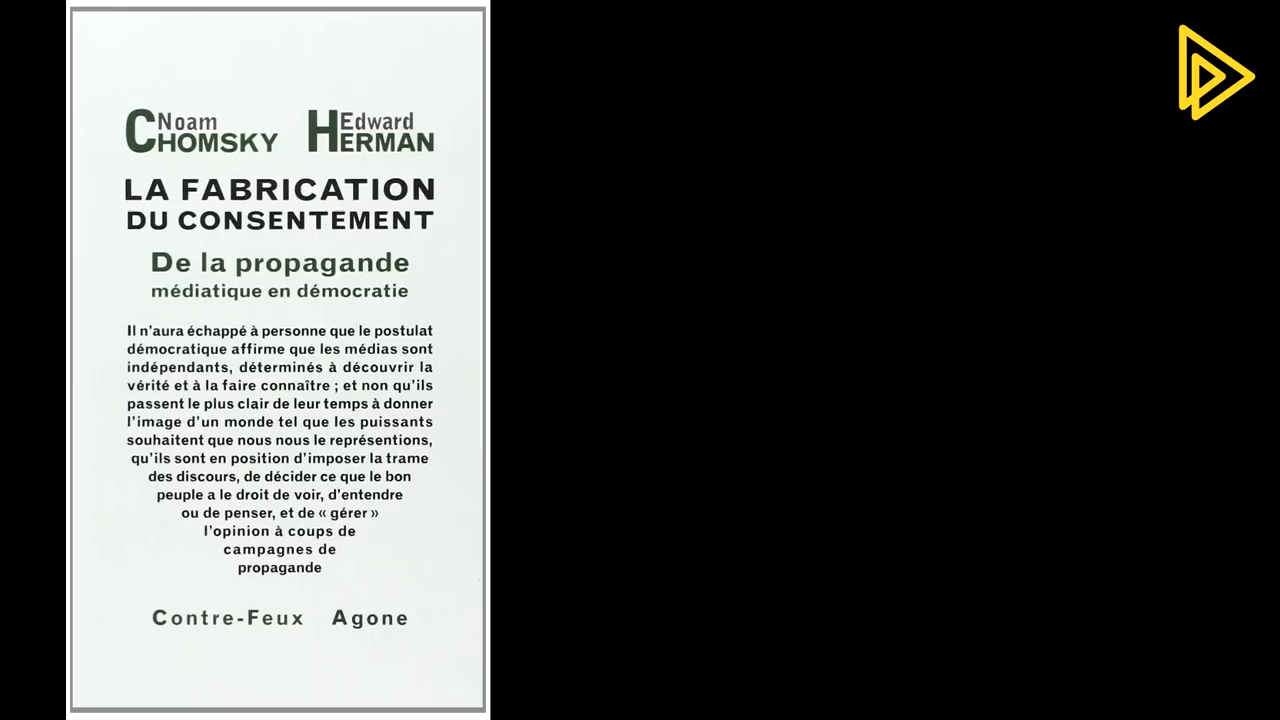 Noam CHOMSKY Edward HERMAN
LA FABRICATION
DU CONSENTEMENT
De la propagande
médiatique en démocratie
Il n'aura échappé à personne que le postulat
démocratique affirme que les médias sont
indépendants, déterminés à découvrir la
vérité et à la faire connaître ; et non qu'ils
passent le plus clair de leur temps à donner
l'image d'un monde tel que les puissants
souhaitent que nous nous le représentions,
qu'ils sont en position d'imposer la trame
des discours, de décider ce que le bon
peuple a le droit de voir, d'entendre
ou de penser, et de « gérer »
l'opinion à coups de
campagnes de
propagande
Contre-Feux Agone